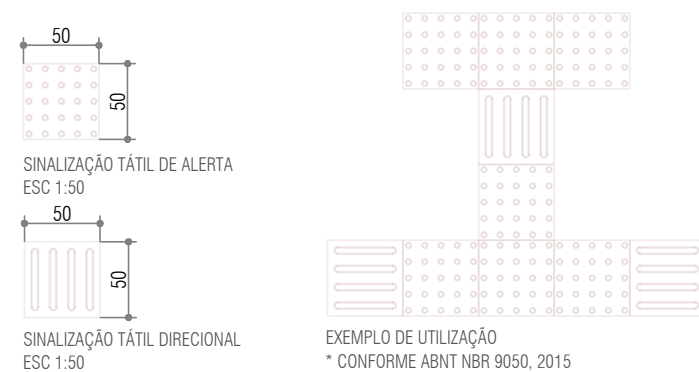 50
50
SINALIZAÇÃO TÁTIL DE ALERTA
ESC 1:50
50
50
SINALIZAÇÃO TÁTIL DIRECIONAL
ESC 1:50
EXEMPLO DE UTILIZAÇÃO
* CONFORME ABNT NBR 9050, 2015